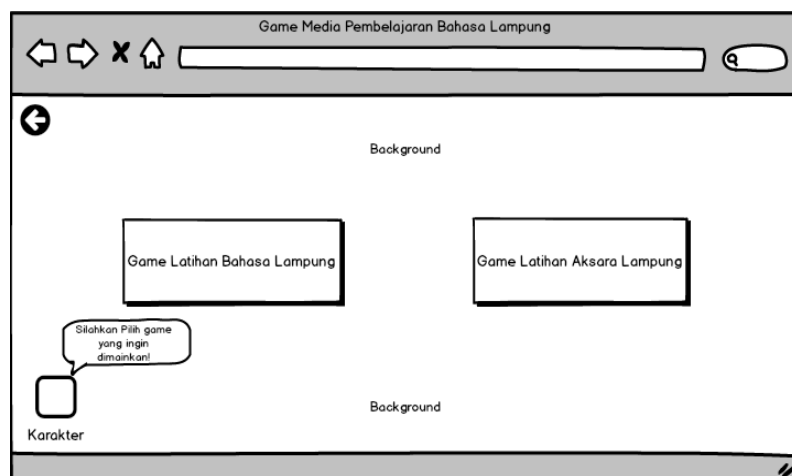 Game Media Pembelajaran Bahasa Lampung
Background
Game Latihan Bahasa Lampung
Game Latihan Aksara Lampung
Silahkan Pilih game
yang ingin
dimainkan!
Karakter
Background